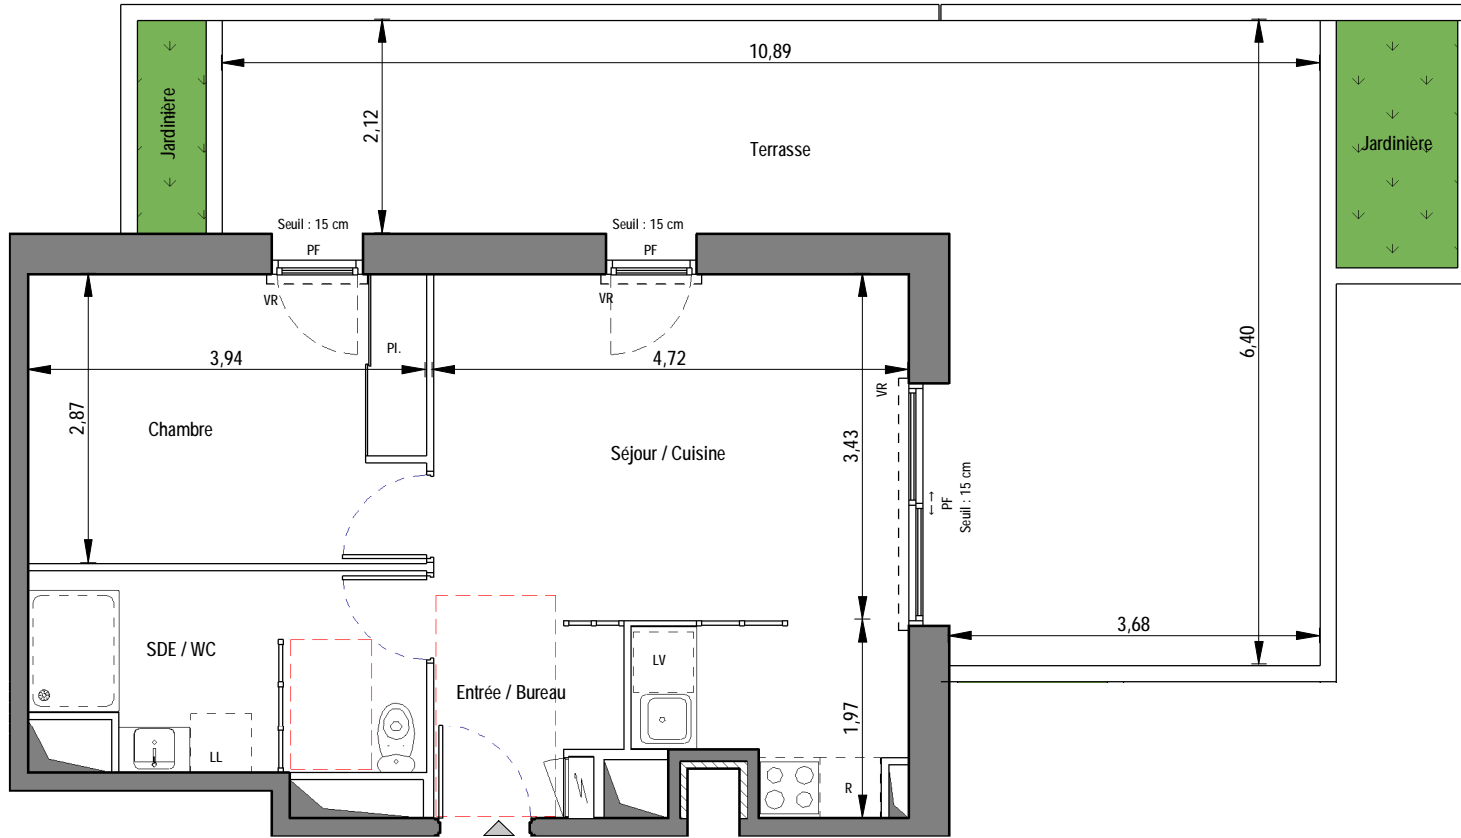 10,89
Jardinière
2,12
Terrasse
Jardinière
Seuil : 15 cm
PF
Seuil : 15 cm
PF
VR
VR
Pl.
3,94
4,72
6,40
VR
2,87
Chambre
Séjour / Cuisine
3,43
PF
Seuil : 15 cm
3,68
SDE / WC
LV
Entrée / Bureau
1,97
LL
R